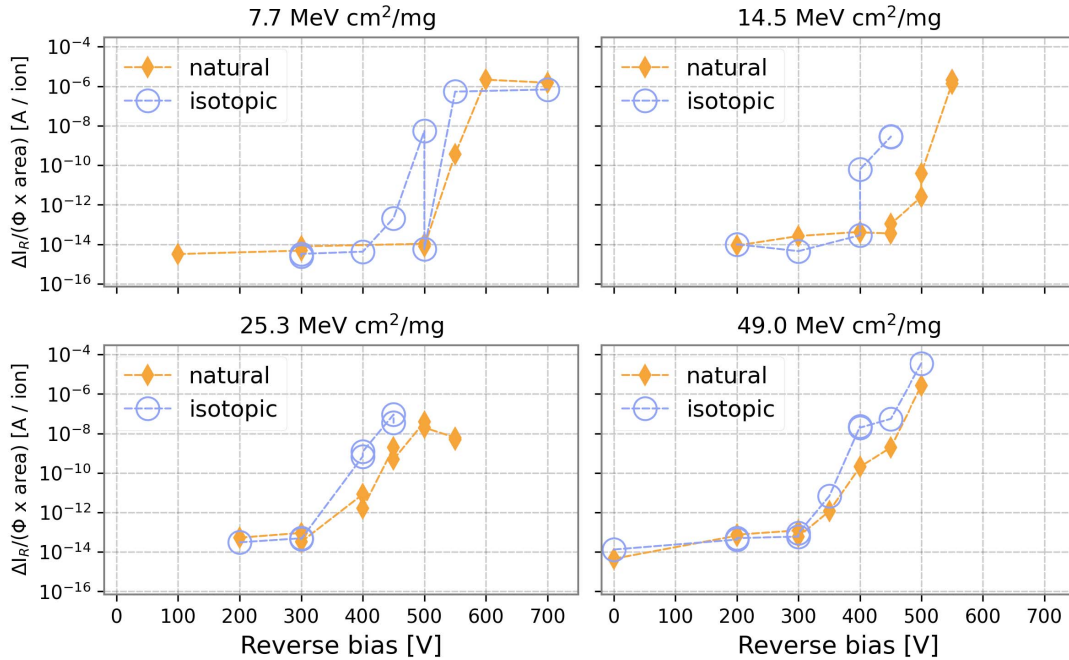 7.7 MeV cm²/mg
14.5 MeV cm²/mg
ΔI_R/(Φ x area) [A / ion]
10⁻⁴
10⁻⁶
10⁻⁸
10⁻¹⁰
10⁻¹²
10⁻¹⁴
10⁻¹⁶
natural
isotopic
natural
isotopic
25.3 MeV cm²/mg
49.0 MeV cm²/mg
ΔI_R/(Φ x area) [A / ion]
10⁻⁴
10⁻⁶
10⁻⁸
10⁻¹⁰
10⁻¹²
10⁻¹⁴
10⁻¹⁶
natural
isotopic
natural
isotopic
0 100 200 300 400 500 600 700
0 100 200 300 400 500 600 700
Reverse bias [V]
Reverse bias [V]